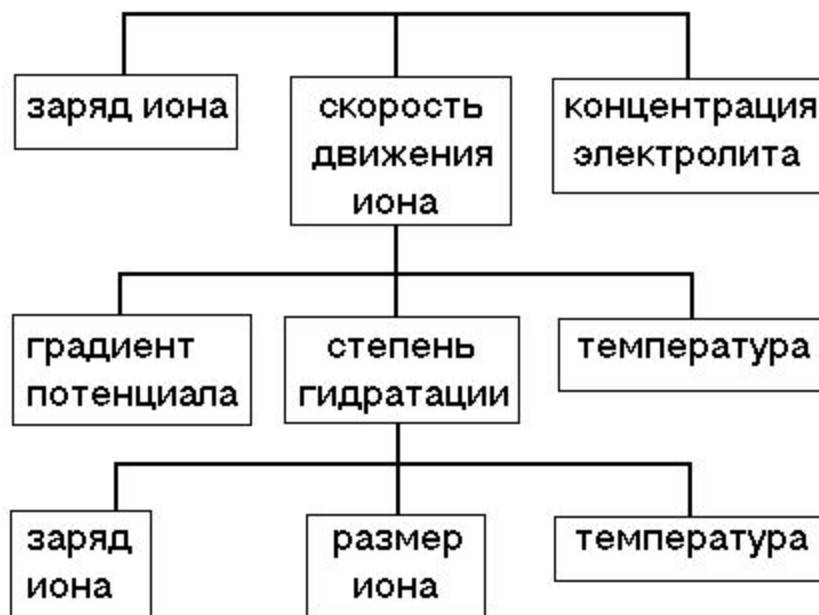 заряд иона
скорость
движения
иона
концентрация
электролита
градиент
потенциала
степень
гидратации
температура
заряд
иона
размер
иона
температура